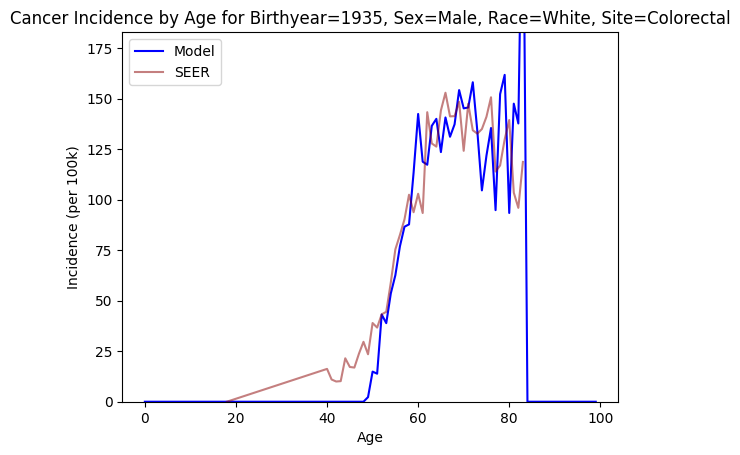 Cancer Incidence by Age for Birthyear=1935, Sex=Male, Race=White, Site=Colorectal
Model
SEER
Incidence (per 100k)
175
150
125
100
75
50
25
0
0 20 40 60 80 100
Age